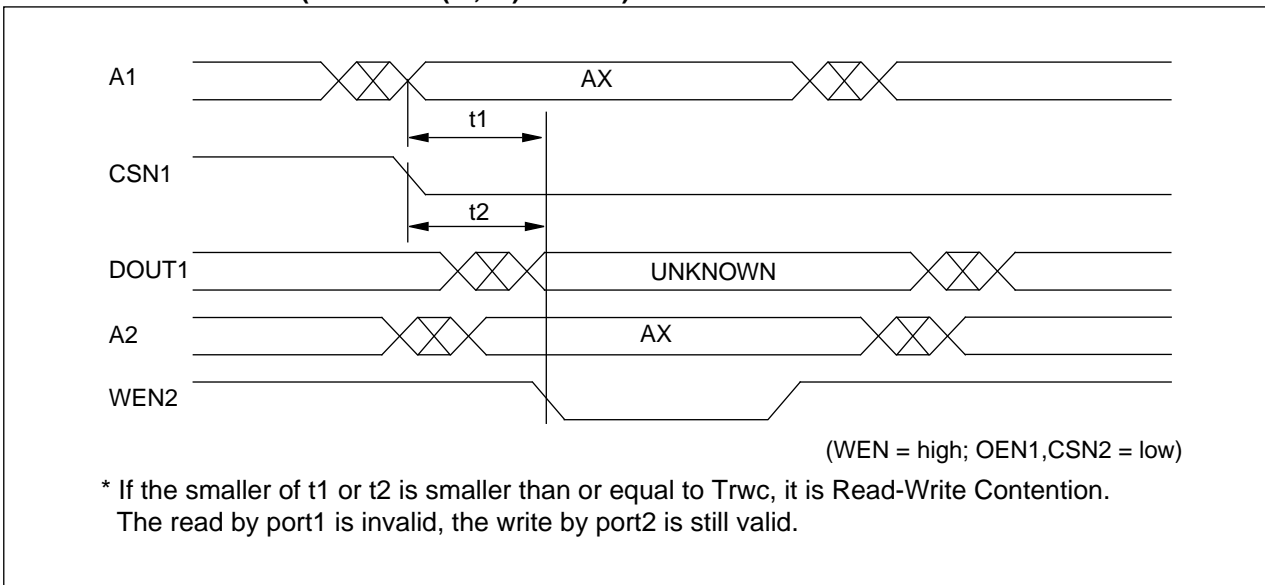 A1
AX
t1
CSN1
t2
DOUT1
UNKNOWN
A2
AX
WEN2
(WEN = high; OEN1,CSN2 = low)
* If the smaller of t1 or t2 is smaller than or equal to Trwc, it is Read-Write Contention.
The read by port1 is invalid, the write by port2 is still valid.